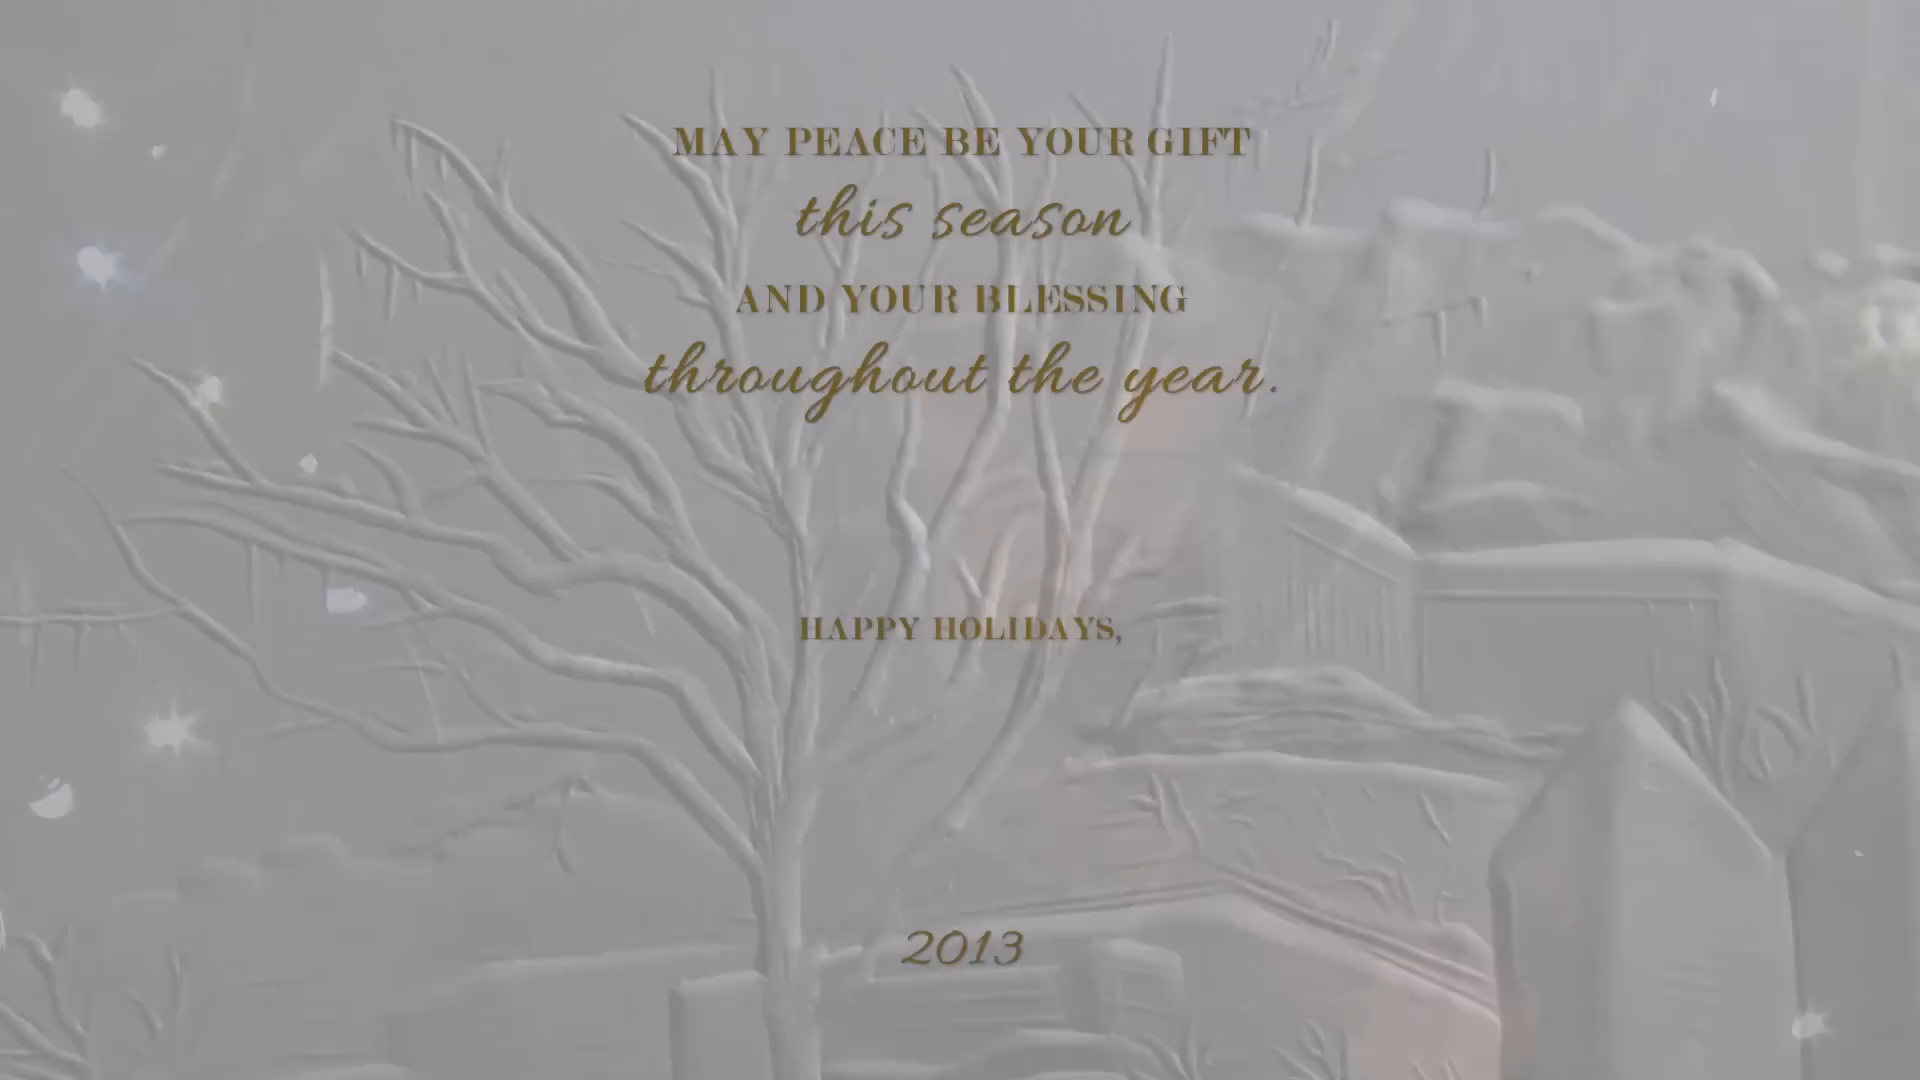 MAY PEACE BE YOUR GIFT
this season
AND YOUR BLESSING
throughout the year.
HAPPY HOLIDAYS,
2013